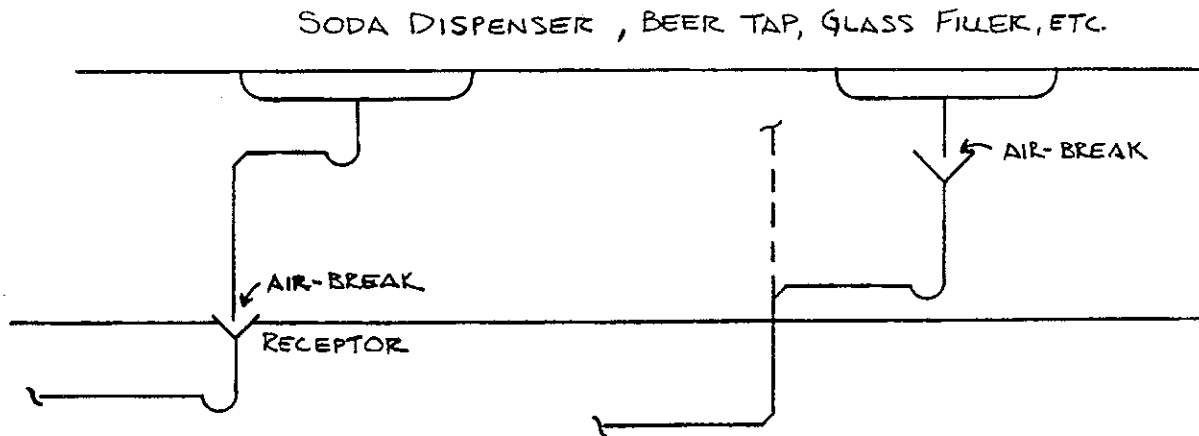 SODA DISPENSER, BEER TAP, GLASS FILLER, ETC.
AIR-BREAK
AIR-BREAK
RECEPTOR